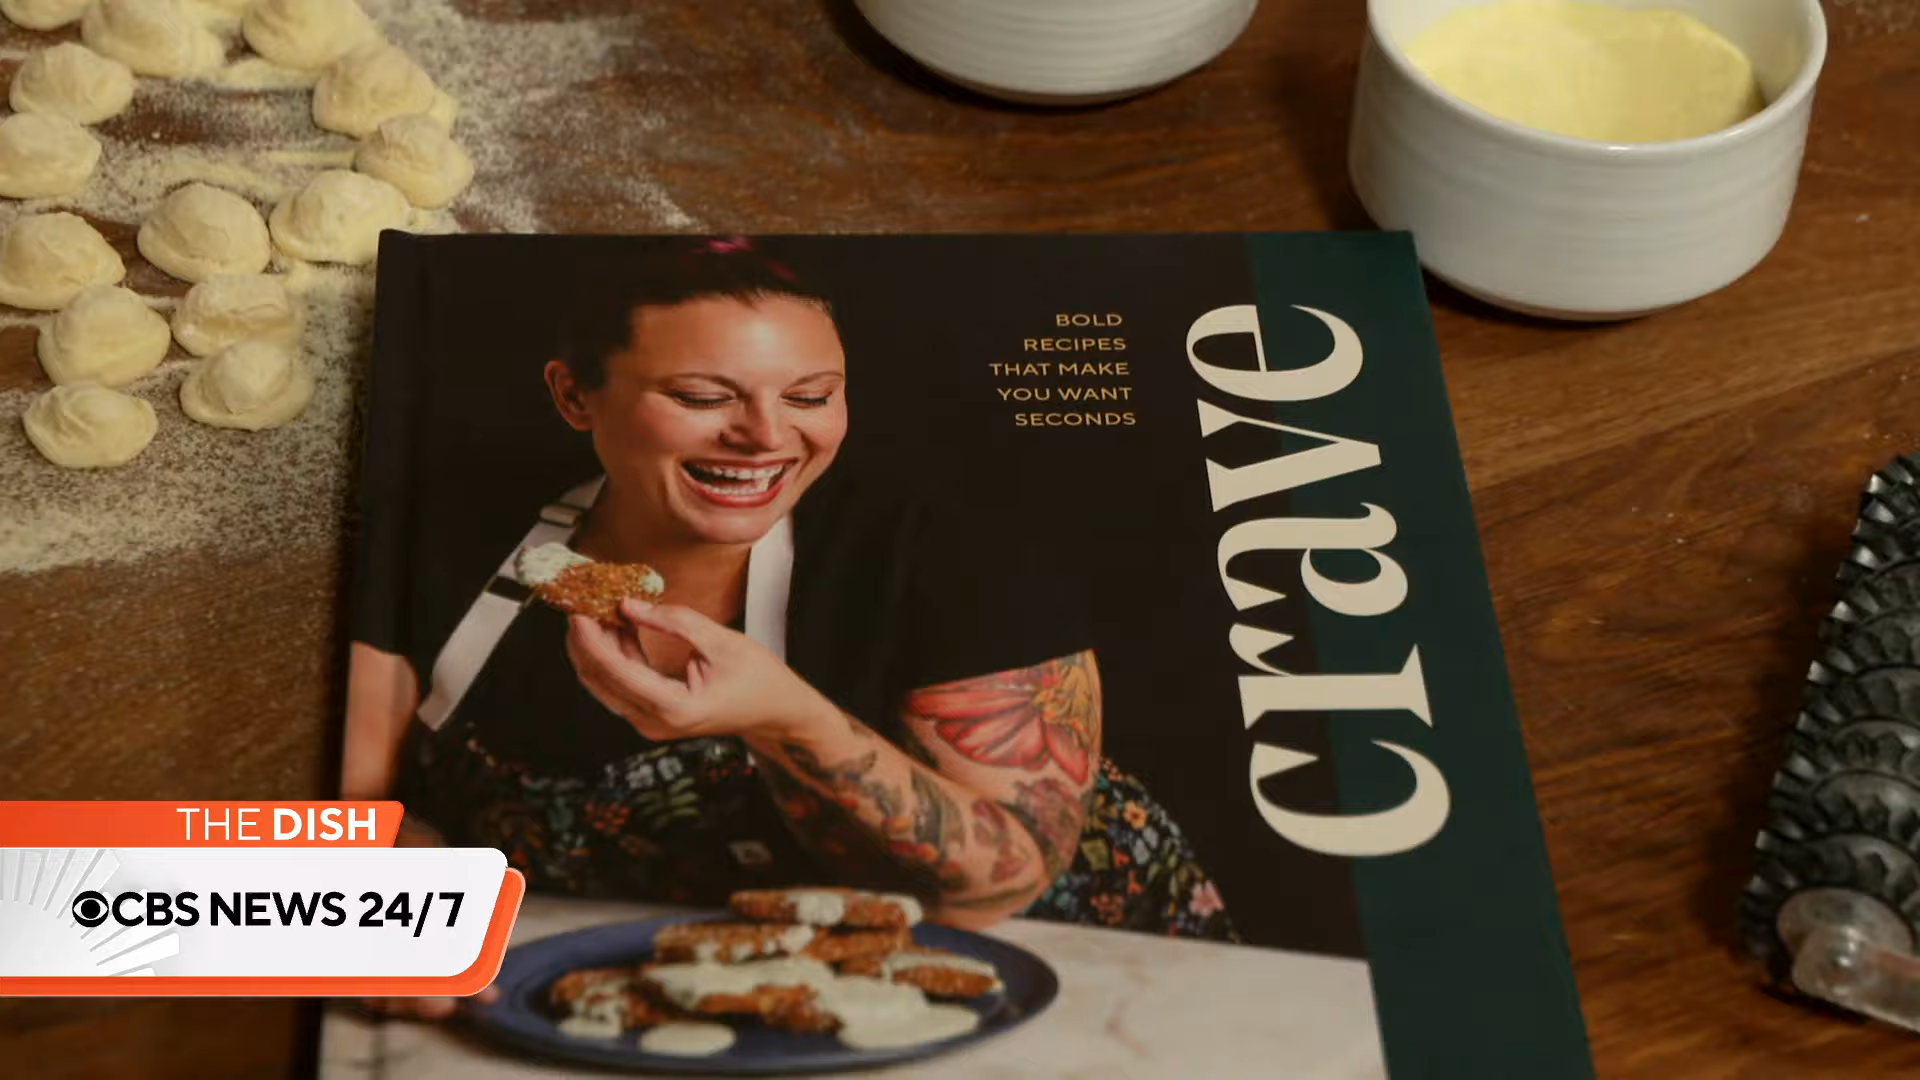 BOLD
RECIPES
THAT MAKE
YOU WANT
SECONDS
crave
THE DISH
CBS NEWS 24/7